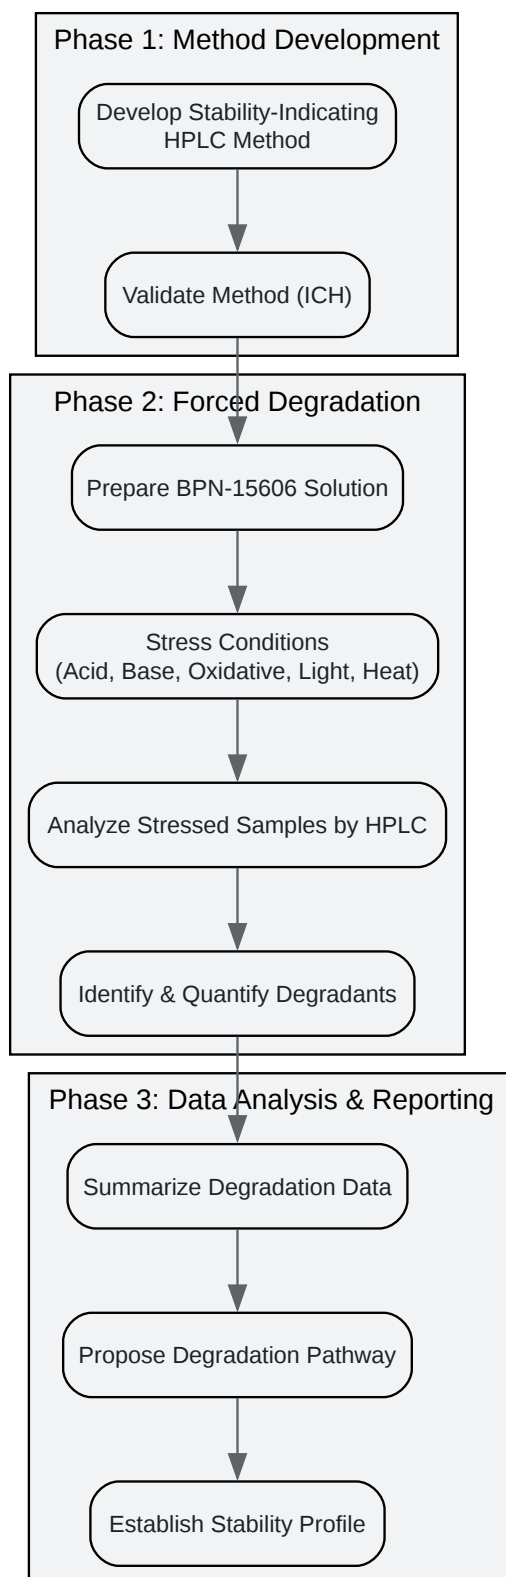 Phase 1: Method Development
Develop Stability-Indicating
HPLC Method
Validate Method (ICH)
Phase 2: Forced Degradation
Prepare BPN-15606 Solution
Stress Conditions
(Acid, Base, Oxidative, Light, Heat)
Analyze Stressed Samples by HPLC
Identify & Quantify Degradants
Phase 3: Data Analysis & Reporting
Summarize Degradation Data
Propose Degradation Pathway
Establish Stability Profile